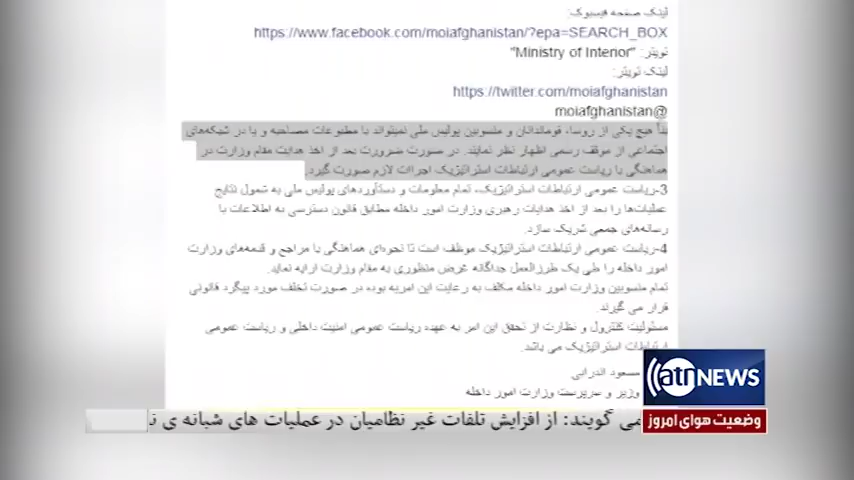 لینک صفحه فیسبوک:
https://www.facebook.com/moiafghanistan/?epa=SEARCH_BOX
تویتر: "Ministry of Interior"
لینک تویتر:
https://twitter.com/moiafghanistan
@moiafghanistan
بناً هیچ یکی از روسا، قوماندانان و منسوبین پولیس ملی نمیتواند با مطبوعات مصاحبه و یا در شبکه‌های
اجتماعی از موقف رسمی اظهار نظر نمایند. در صورت ضرورت بعد از اخذ هدایت مقام وزارت در
هماهنگی با ریاست عمومی ارتباطات استراتیژیک اجراات لازم صورت گیرد.
3-ریاست عمومی ارتباطات استراتیژیک، تمام معلومات و دستآوردهای پولیس ملی به شمول نتایج
عملیات‌ها را بعد از اخذ هدایات رهبری وزارت امور داخله مطابق قانون دسترسی به اطلاعات با
رسانه‌های جمعی شریک سازد.
4-ریاست عمومی ارتباطات استراتیژیک موظف است تا نحوه‌ای هماهنگی با مراجع و قسمه‌های وزارت
امور داخله را طی یک طرزالعمل جداگانه غرض منظوری به مقام وزارت ارایه نماید.
تمام منسوبین وزارت امور داخله مکلف به رعایت این امریه بوده در صورت تخلف مورد پیگرد قانونی
قرار می گیرند.
مسئولیت کنترول و نظارت از تحقق این امر به عهده ریاست عمومی امنیت داخلی و ریاست عمومی
ارتباطات استراتیژیک می باشد.
مسعود اندرابی
وزیر و سرپرست وزارت امور داخله
atn NEWS
وضعیت هوای امروز
می گویند: از افزایش تلفات غیر نظامیان در عملیات های شبانه ی ن